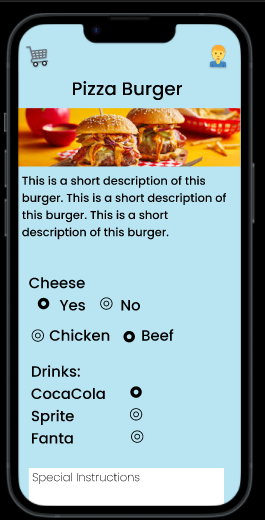 Pizza Burger
This is a short description of this
burger. This is a short description of
this burger. This is a short
description of this burger.
Cheese
Yes No
Chicken Beef
Drinks:
CocaCola
Sprite
Fanta
Special Instructions